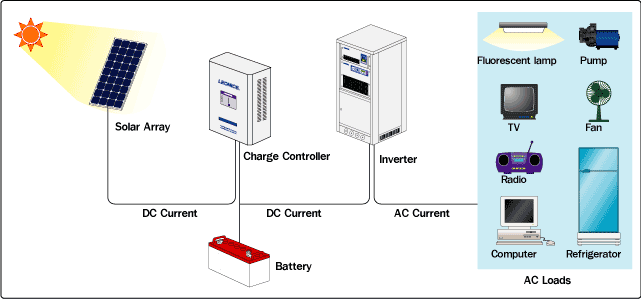 Fluorescent lamp
Pump
LEONICS
Solar Array
TV
Fan
Charge Controller
Inverter
Radio
DC Current
DC Current
AC Current
Battery
Computer
Refrigerator
AC Loads